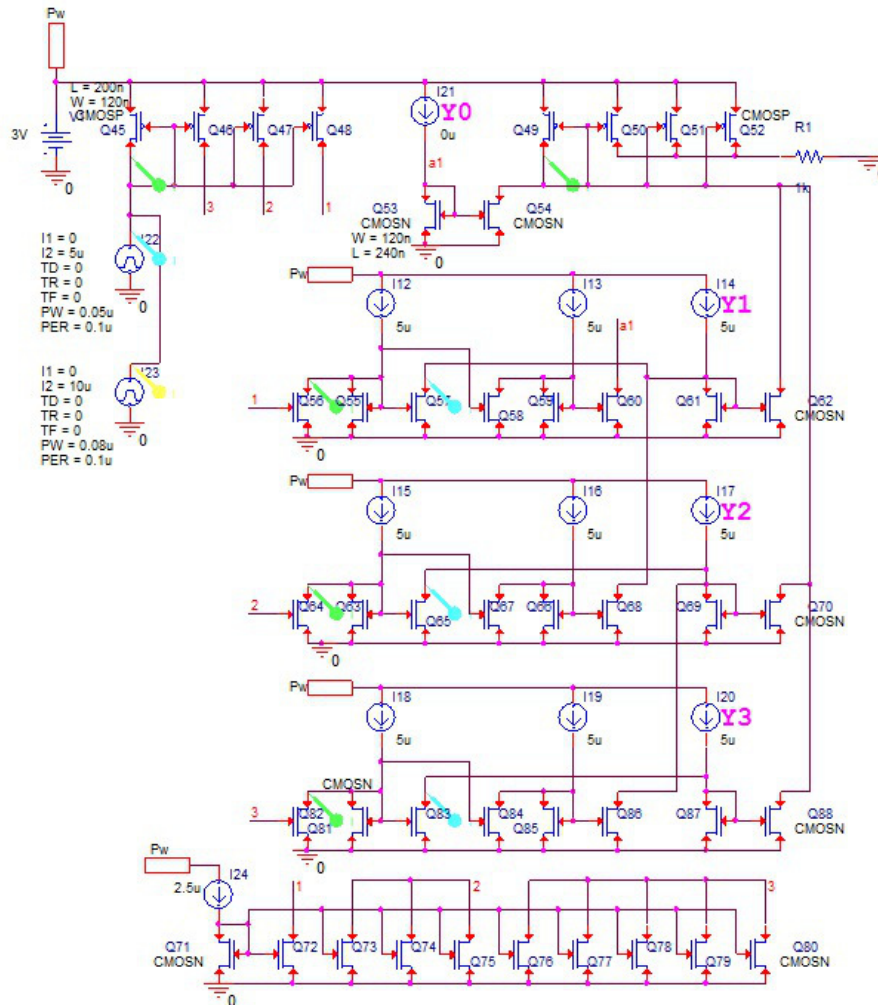 Pw
L = 200n
W = 120n
V3
CMOSP
3V
0
Q45
Q46
Q47
Q48
I21
Y0
0u
a1
Q49
Q50
Q51
CMOSP
Q52
R1
1k
3
2
1
Q53
CMOSN
W = 120n
L = 240n
0
Q54
CMOSN
I1 = 0
I2 = 5u
TD = 0
TR = 0
TF = 0
PW = 0.05u
PER = 0.1u
I22
0
I1 = 0
I2 = 10u
TD = 0
TR = 0
TF = 0
PW = 0.08u
PER = 0.1u
I23
0
Pw
I12
5u
I13
5u
I14
Y1
5u
a1
1
Q56
Q55
Q57
Q58
Q59
Q60
Q61
Q62
CMOSN
0
Pw
I15
5u
I16
5u
I17
Y2
5u
2
Q64
Q63
Q65
Q67
Q66
Q68
Q69
Q70
CMOSN
0
Pw
I18
5u
I19
5u
I20
Y3
5u
CMOSN
3
Q82
Q81
Q83
Q84
Q85
Q86
Q87
Q88
CMOSN
0
Pw
I24
2.5u
1
2
3
Q71
CMOSN
Q72
Q73
Q74
Q75
Q76
Q77
Q78
Q79
Q80
CMOSN
0